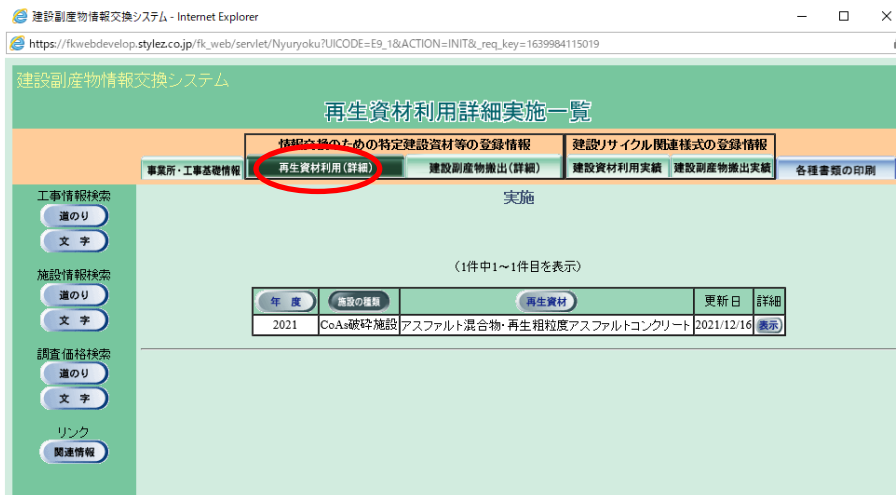 建設副産物情報交換システム - Internet Explorer
https://fkwebdevelop.stylez.co.jp/fk_web/servlet/Nyuryoku?UICODE=E9_1&ACTION=INIT&_req_key=1639984115019
建設副産物情報交換システム
再生資材利用詳細実施一覧
情報交換のための特定建設資材等の登録情報 建設リサイクル関連様式の登録情報
事業所・工事基礎情報 再生資材利用(詳細) 建設副産物搬出(詳細) 建設資材利用実績 建設副産物搬出実績 各種書類の印刷
工事情報検索
道のり
文 字
施設情報検索
道のり
文 字
調査価格検索
道のり
文 字
リンク
関連情報
実施
(1件中1~1件目を表示)
年 度 施設の種類 再生資材 更新日 詳細
2021 CoAs破砕施設 アスファルト混合物・再生粗粒度アスファルトコンクリート 2021/12/16 表示